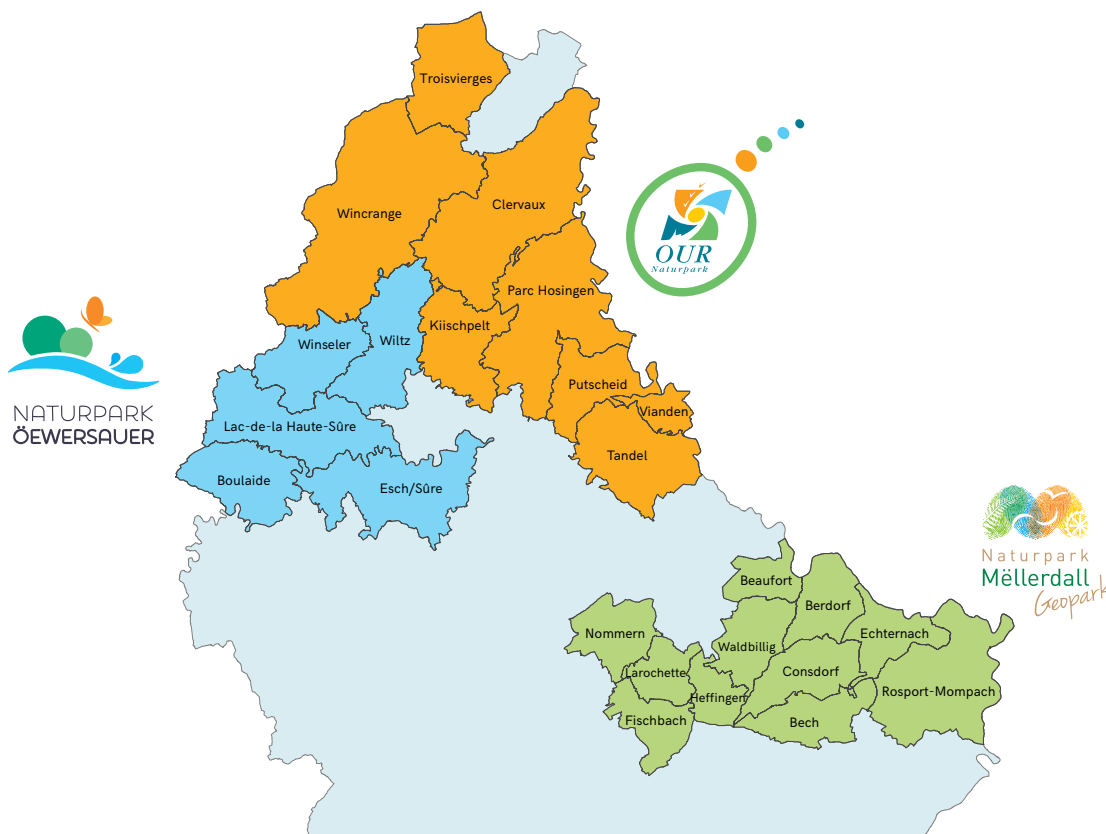 Troisvierges
Wincrange
Clervaux
OUR
Naturpark
Parc Hosingen
Kiischpelt
Winseler
Wiltz
Putscheid
Vianden
NATURPARK
ÖEWERSAUER
Lac-de-la Haute-Sûre
Tandel
Boulaide
Esch/Sûre
Naturpark
Mëllerdall
Geopark
Beaufort
Berdorf
Nommern
Echternach
Waldbillig
Larochette
Consdorf
Heffingen
Rosport-Mompach
Fischbach
Bech